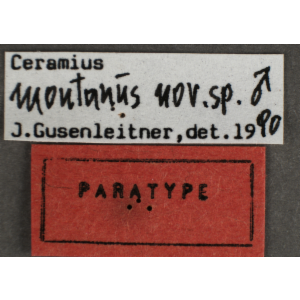 Ceramius
montanus nov.sp. ♂
J.Gusenleitner,det.1990
PARATYPE